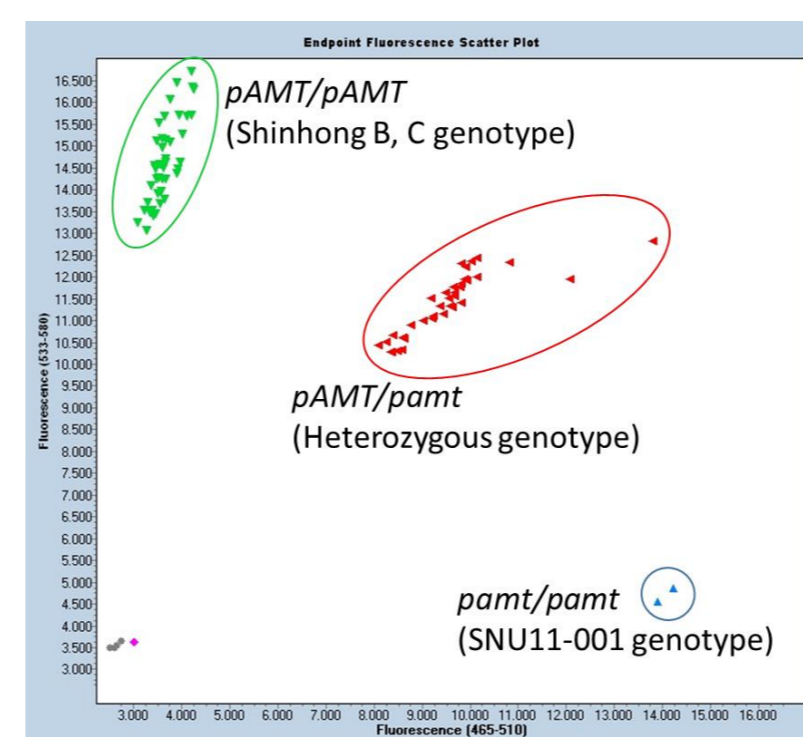 Endpoint Fluorescence Scatter Plot
16.500
16.000
15.500
15.000
14.500
14.000
13.500
13.000
12.500
12.000
11.500
11.000
10.500
10.000
9.500
9.000
8.500
8.000
7.500
7.000
6.500
6.000
5.500
5.000
4.500
4.000
3.500
3.000
Fluorescence (533-580)
pAMT/pAMT
(Shinhong B, C genotype)
pAMT/pamt
(Heterozygous genotype)
pamt/pamt
(SNU11-001 genotype)
3.000 4.000 5.000 6.000 7.000 8.000 9.000 10.000 11.000 12.000 13.000 14.000 15.000 16.000
Fluorescence (465-510)